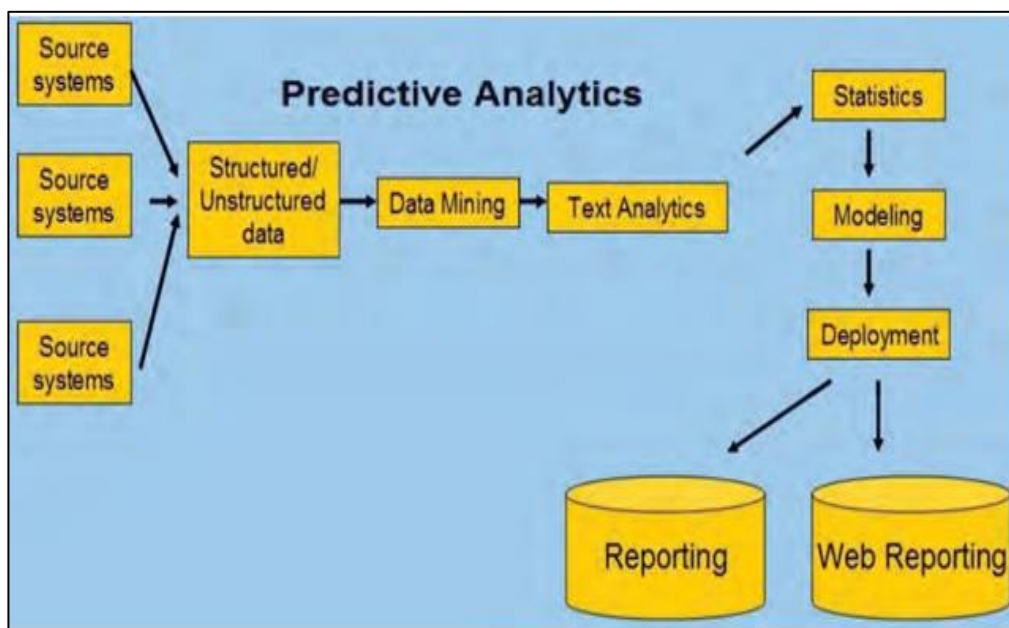 Source
systems
Predictive Analytics
Statistics
Source
systems
Structured/
Unstructured
data
Data Mining
Text Analytics
Modeling
Source
systems
Deployment
Reporting
Web Reporting